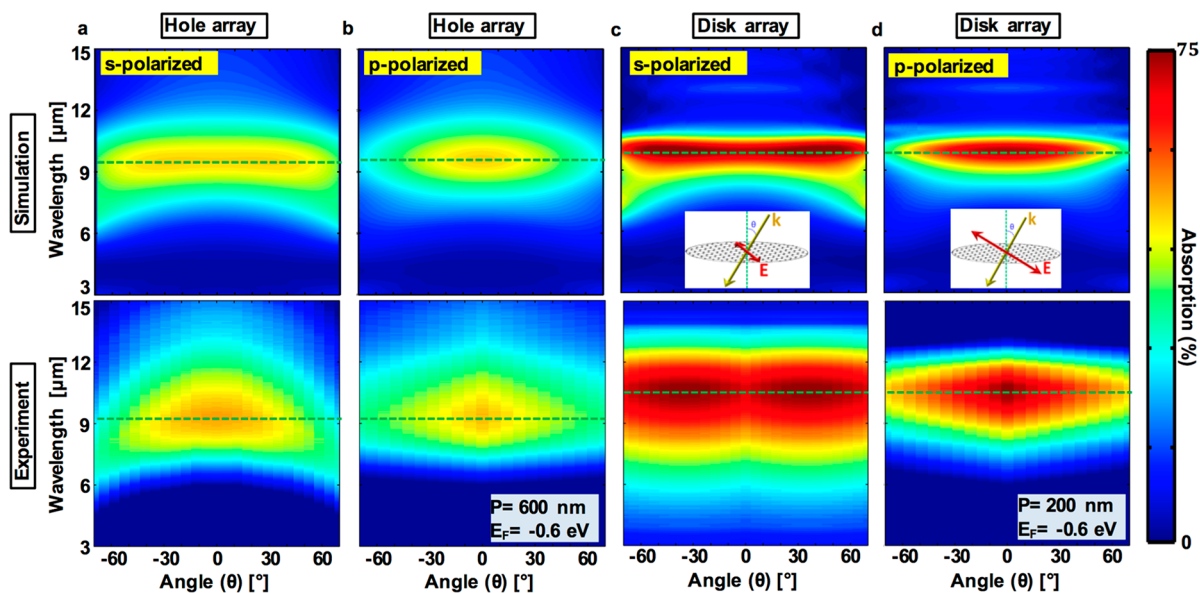 a Hole array b Hole array c Disk array d Disk array
15 s-polarized p-polarized s-polarized p-polarized 75
12
9
6
3
Simulation
Wavelength [µm]
θ k
E
θ k
E
Absorption (%)
15
12
9
6
3
Experiment
Wavelength [µm]
P= 600 nm
EF= -0.6 eV
P= 200 nm
EF= -0.6 eV
0
-60 -30 0 30 60 -60 -30 0 30 60 -60 -30 0 30 60 -60 -30 0 30 60
Angle (θ) [°] Angle (θ) [°] Angle (θ) [°] Angle (θ) [°]